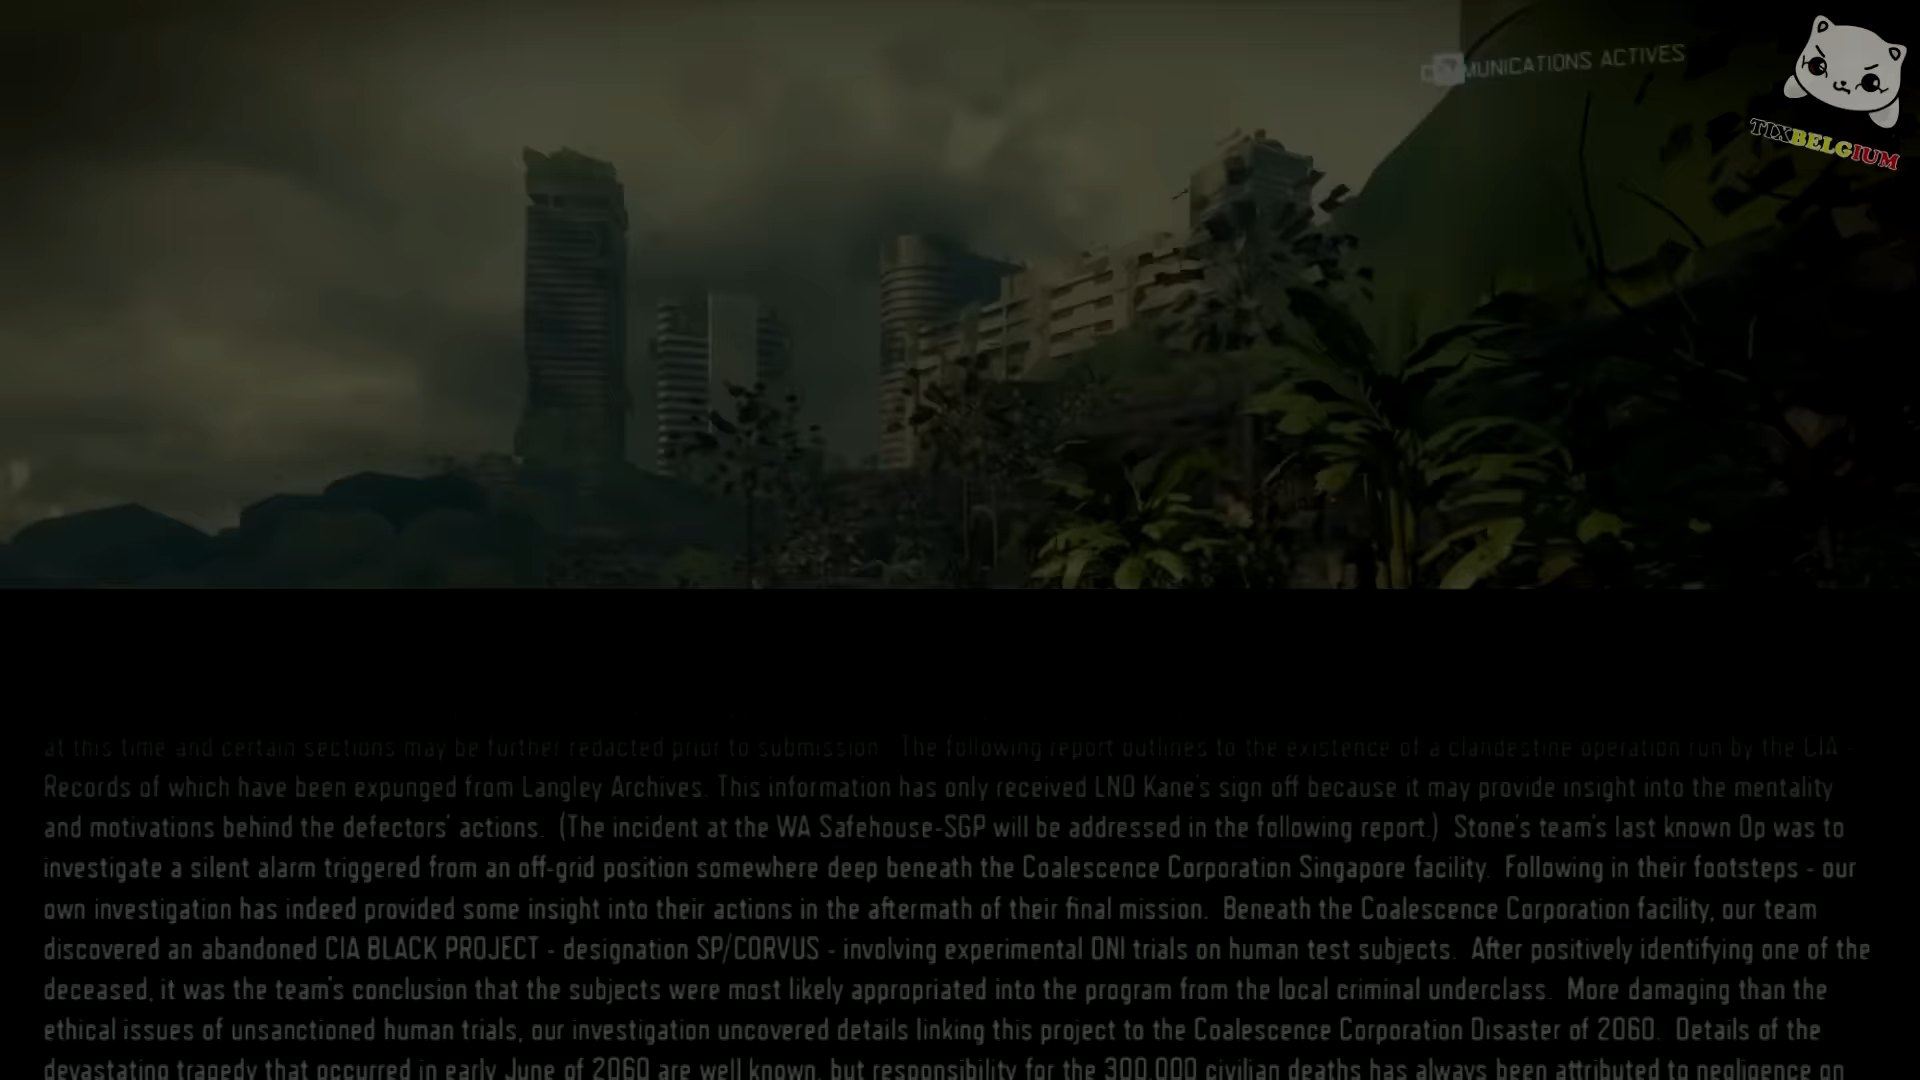 MUNICATIONS ACTIVES
TIXBELGIUM
at this time and certain sections may be further redacted prior to submission. The following report outlines to the existence of a clandestine operation run by the CIA -
Records of which have been expunged from Langley Archives. This information has only received LNO Kane's sign off because it may provide insight into the mentality
and motivations behind the defectors' actions. (The incident at the WA Safehouse-SGP will be addressed in the following report.) Stone's team's last known Op was to
investigate a silent alarm triggered from an off-grid position somewhere deep beneath the Coalescence Corporation Singapore facility. Following in their footsteps - our
own investigation has indeed provided some insight into their actions in the aftermath of their final mission. Beneath the Coalescence Corporation facility, our team
discovered an abandoned CIA BLACK PROJECT - designation SP/CORVUS - involving experimental DNI trials on human test subjects. After positively identifying one of the
deceased, it was the team's conclusion that the subjects were most likely appropriated into the program from the local criminal underclass. More damaging than the
ethical issues of unsanctioned human trials, our investigation uncovered details linking this project to the Coalescence Corporation Disaster of 2060. Details of the
devastating tragedy that occurred in early June of 2060 are well known, but responsibility for the 300,000 civilian deaths has always been attributed to negligence on